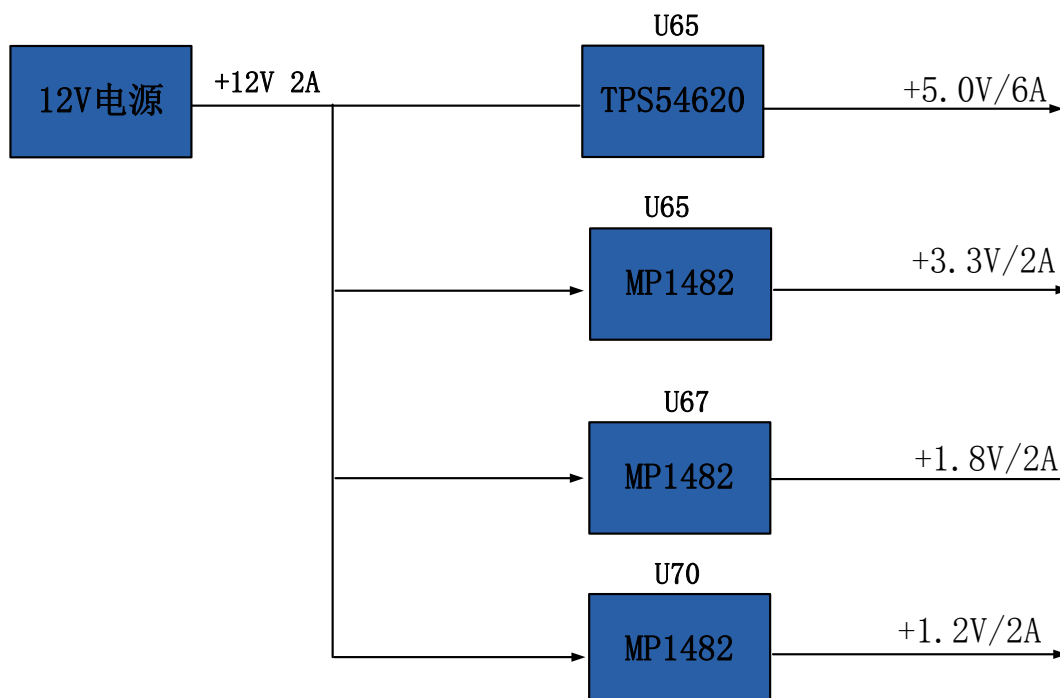 U65
12V电源
+12V 2A
TPS54620
+5.0V/6A
U65
MP1482
+3.3V/2A
U67
MP1482
+1.8V/2A
U70
MP1482
+1.2V/2A